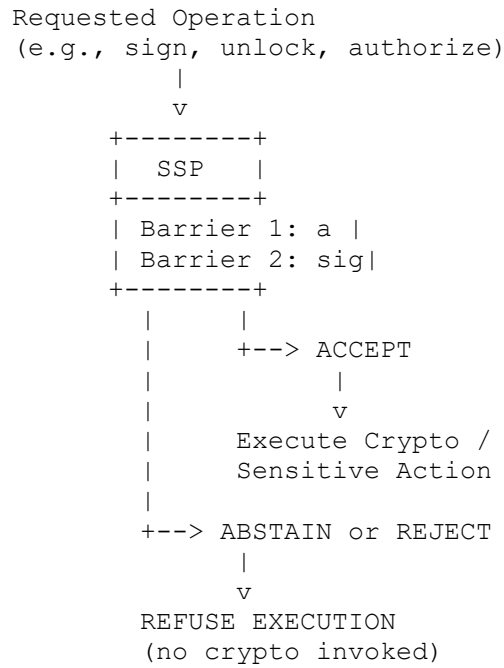 Requested Operation
(e.g., sign, unlock, authorize)
|
v
+--------+
|  SSP   |
+--------+
| Barrier 1: a |
| Barrier 2: sig|
+--------+
|     |
|     +--> ACCEPT
|           |
|           v
|     Execute Crypto /
|     Sensitive Action
|
+--> ABSTAIN or REJECT
|
v
REFUSE EXECUTION
(no crypto invoked)